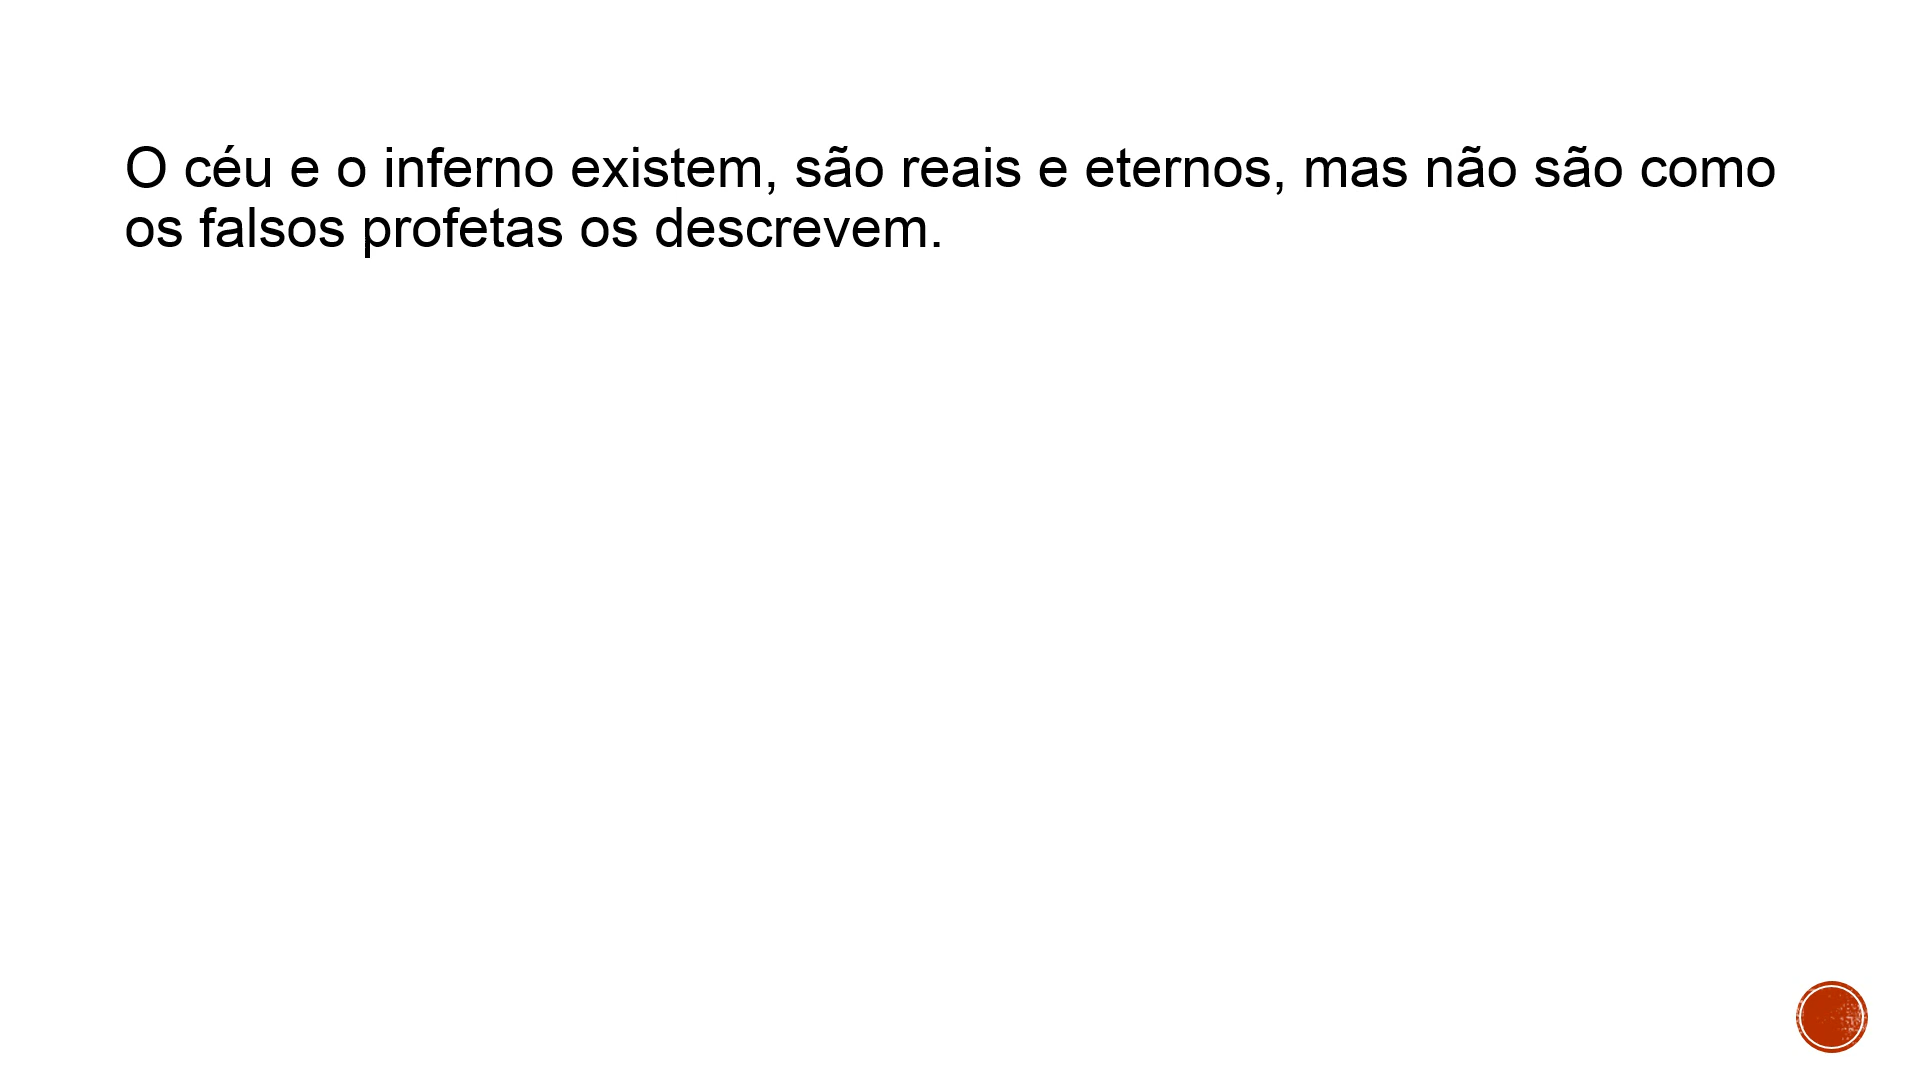 O céu e o inferno existem, são reais e eternos, mas não são como
os falsos profetas os descrevem.